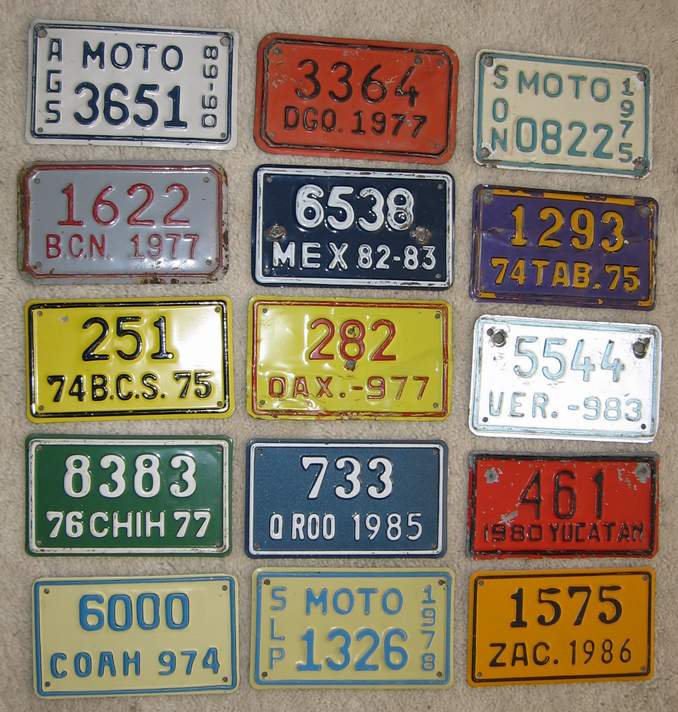 AGS
MOTO
3651
89-90
3364
DGO. 1977
SON
MOTO
08225
1975
1622
B.C.N. 1977
6538
MEX 82-83
1293
74 TAB. 75
251
74 B.C.S. 75
282
OAX.-977
5544
VER.-983
8383
76 CHIH 77
733
Q ROO 1985
461
1980 YUCATAN
6000
COAH 974
SLP
MOTO
1326
1978
1575
ZAC. 1986